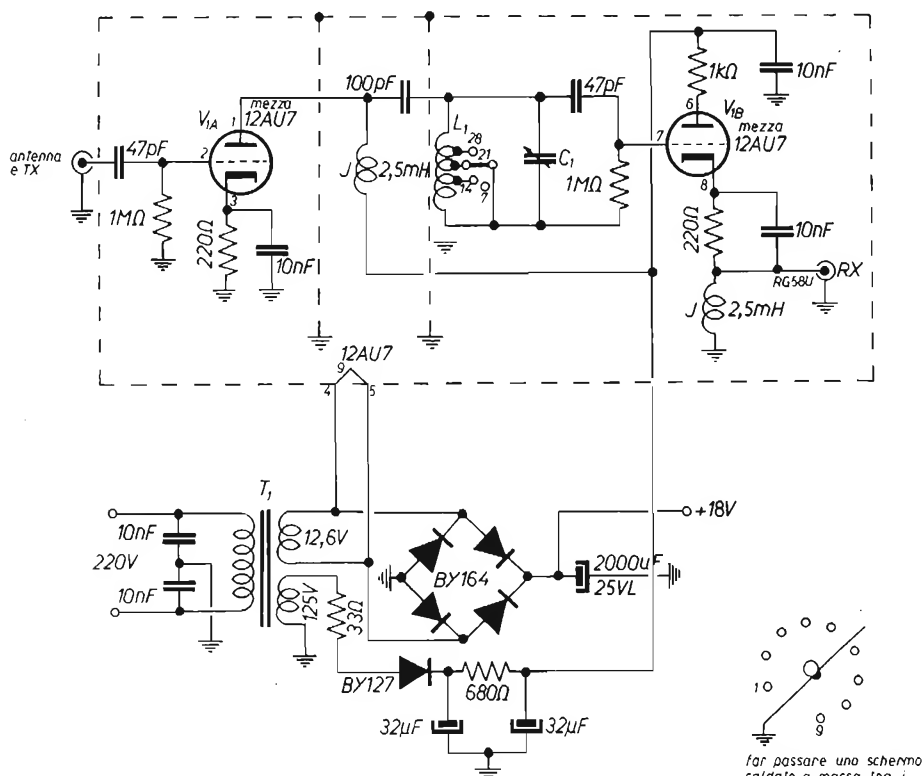 antenna
e TX
47pF
1MΩ
V1A
mezza
12AU7
1
2
3
220Ω
10nF
100pF
J
2,5mH
L1
28
21
14
7
C1
47pF
1MΩ
1kΩ
10nF
6
V1B
mezza
12AU7
7
8
220Ω
10nF
RG58U
RX
J
2,5mH
12AU7
9
4
5
T1
10nF
220V
10nF
12,6V
125V
33Ω
BY164
+18V
2000uF
25VL
BY127
680Ω
32µF
32µF
1
9
far passare uno schermo
saldato a massa